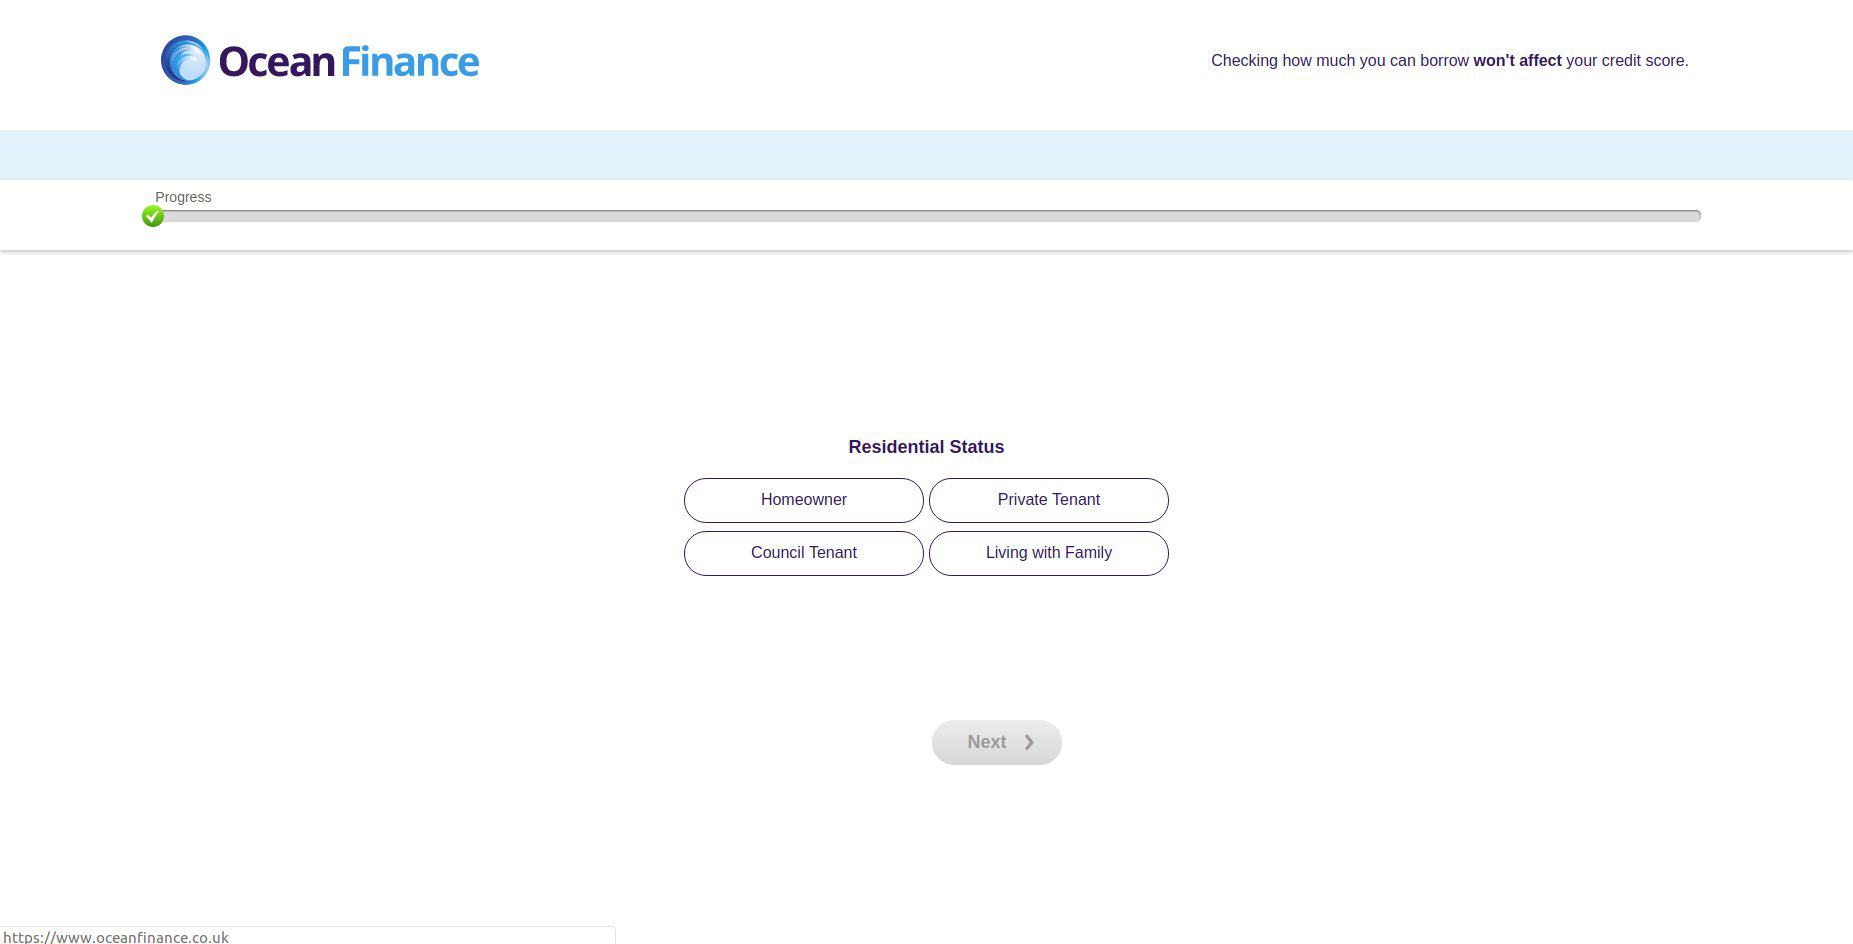 Ocean Finance
Checking how much you can borrow won't affect your credit score.
Progress
Residential Status
Homeowner
Private Tenant
Council Tenant
Living with Family
Next
https://www.oceanfinance.co.uk